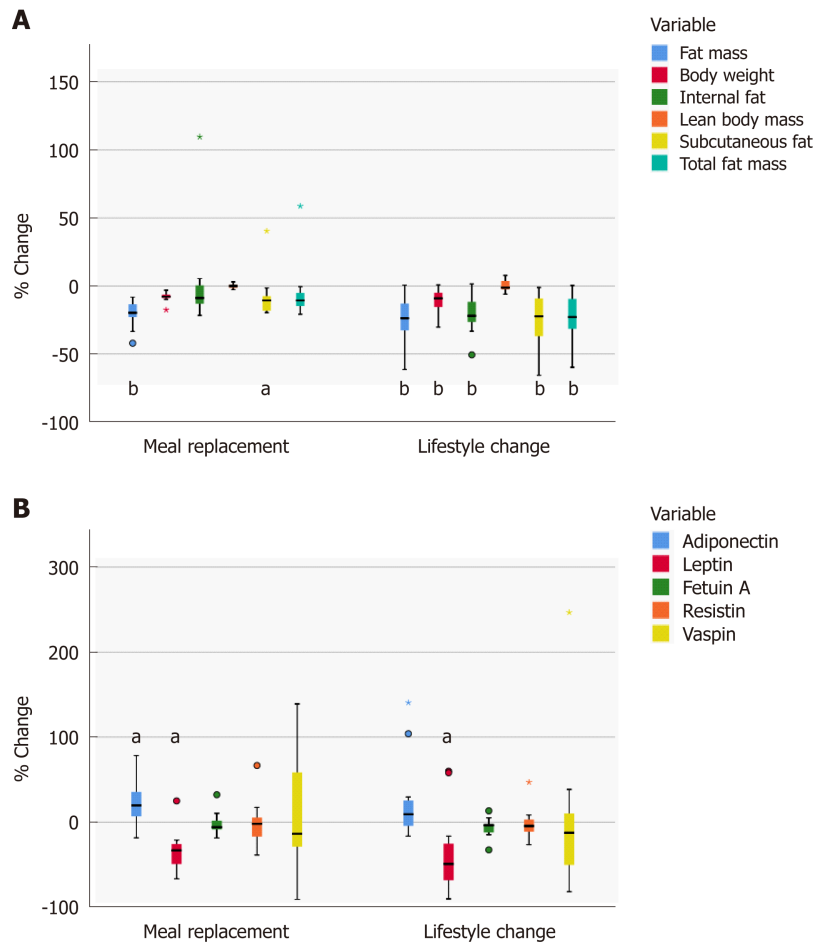 A
Variable
Fat mass
Body weight
Internal fat
Lean body mass
Subcutaneous fat
Total fat mass
% Change
150
100
50
0
-50
-100
b a b b b b b
Meal replacement Lifestyle change
B
Variable
Adiponectin
Leptin
Fetuin A
Resistin
Vaspin
% Change
300
200
100
0
-100
a a a
Meal replacement Lifestyle change